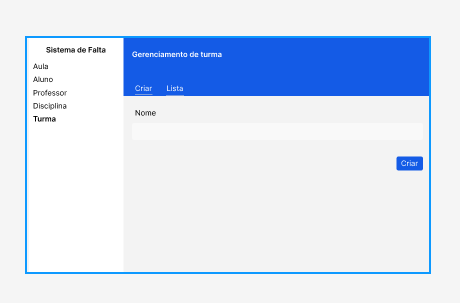 Sistema de Falta
Aula
Aluno
Professor
Disciplina
Turma
Gerenciamento de turma
Criar
Lista
Nome
Criar